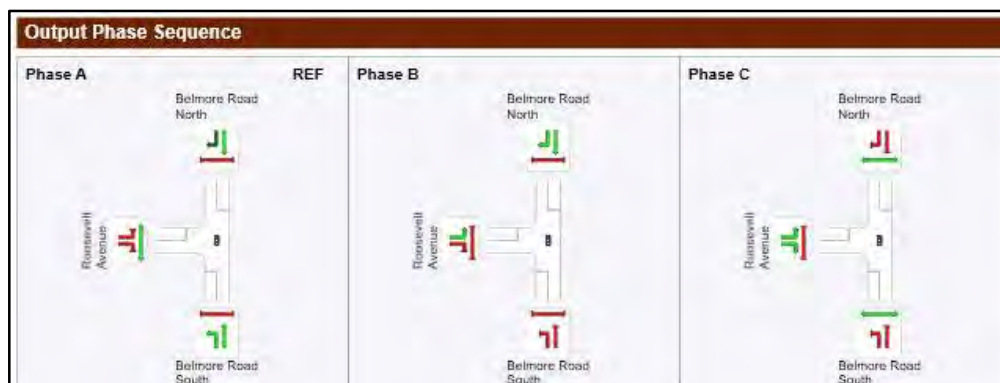 Output Phase Sequence
Phase A
REF
Belmore Road
North
Roosevelt
Avenue
Belmore Road
South
Phase B
Belmore Road
North
Roosevelt
Avenue
Belmore Road
South
Phase C
Belmore Road
North
Roosevelt
Avenue
Belmore Road
South